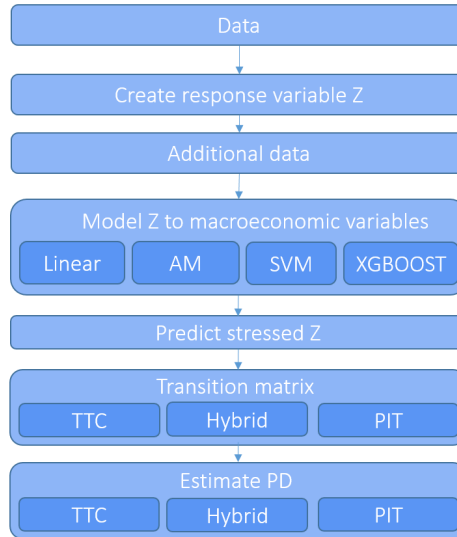 Data
Create response variable Z
Additional data
Model Z to macroeconomic variables
Linear AM SVM XGBOOST
Predict stressed Z
Transition matrix
TTC Hybrid PIT
Estimate PD
TTC Hybrid PIT